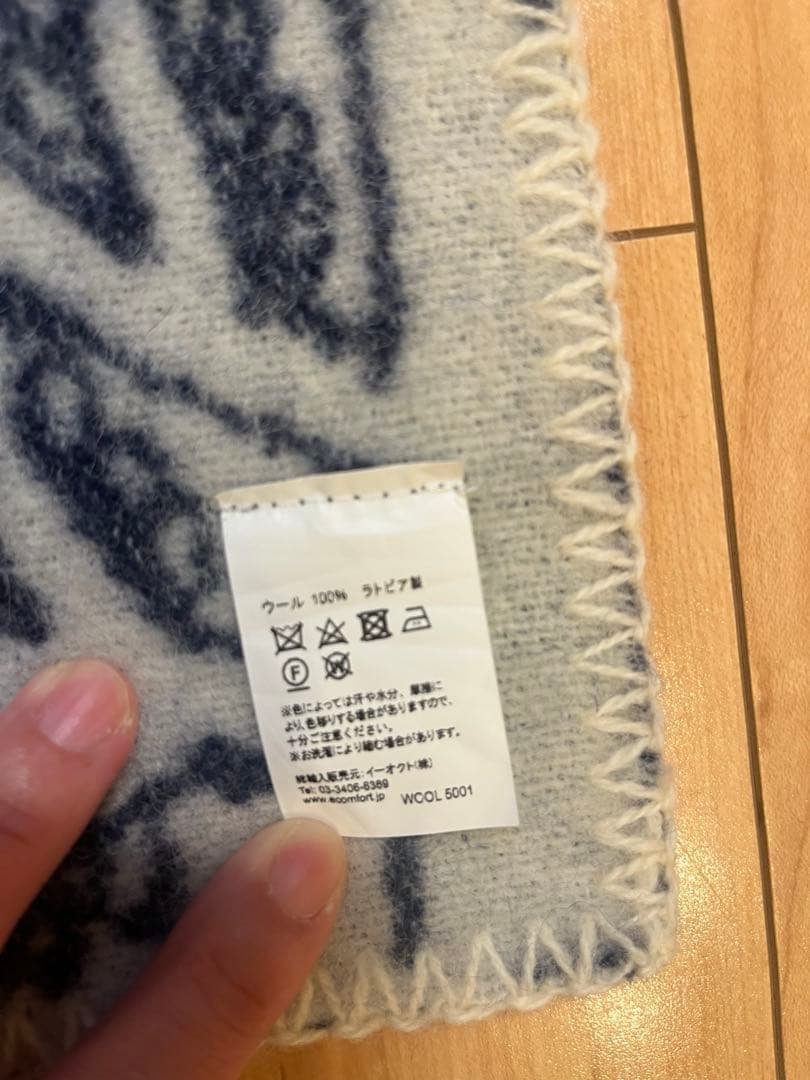 ウール 100% ラトビア製
F
W
※色によっては汗や水分、摩擦に
より、色移りする場合がありますので、
十分ご注意ください。
※お洗濯により縮む場合があります。
総輸入販売元:イーオクト(株)
Tel: 03-3406-6369
www.ecomfort.jp WCOL 5001